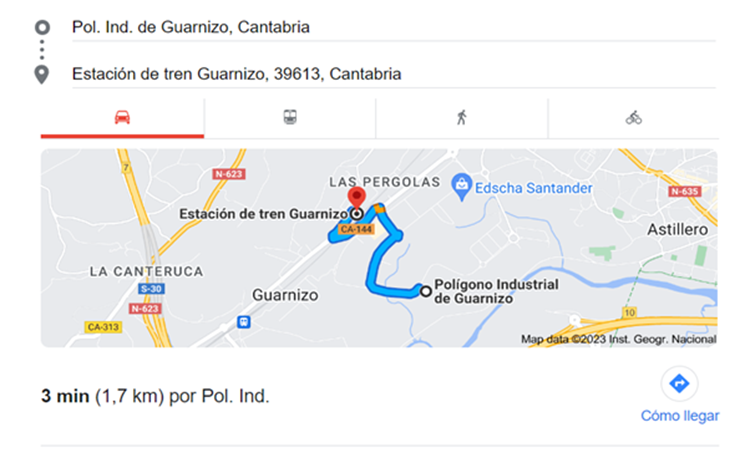 Pol. Ind. de Guarnizo, Cantabria
Estación de tren Guarnizo, 39613, Cantabria
7
N-623
LAS PERGOLAS
Edscha Santander
N-635
Estación de tren Guarnizo
CA-144
Astillero
LA CANTERUCA
S-30
Guarnizo
Polígono Industrial
de Guarnizo
N-623
CA-313
10
Map data ©2023 Inst. Geogr. Nacional
3 min (1,7 km) por Pol. Ind.
Cómo llegar